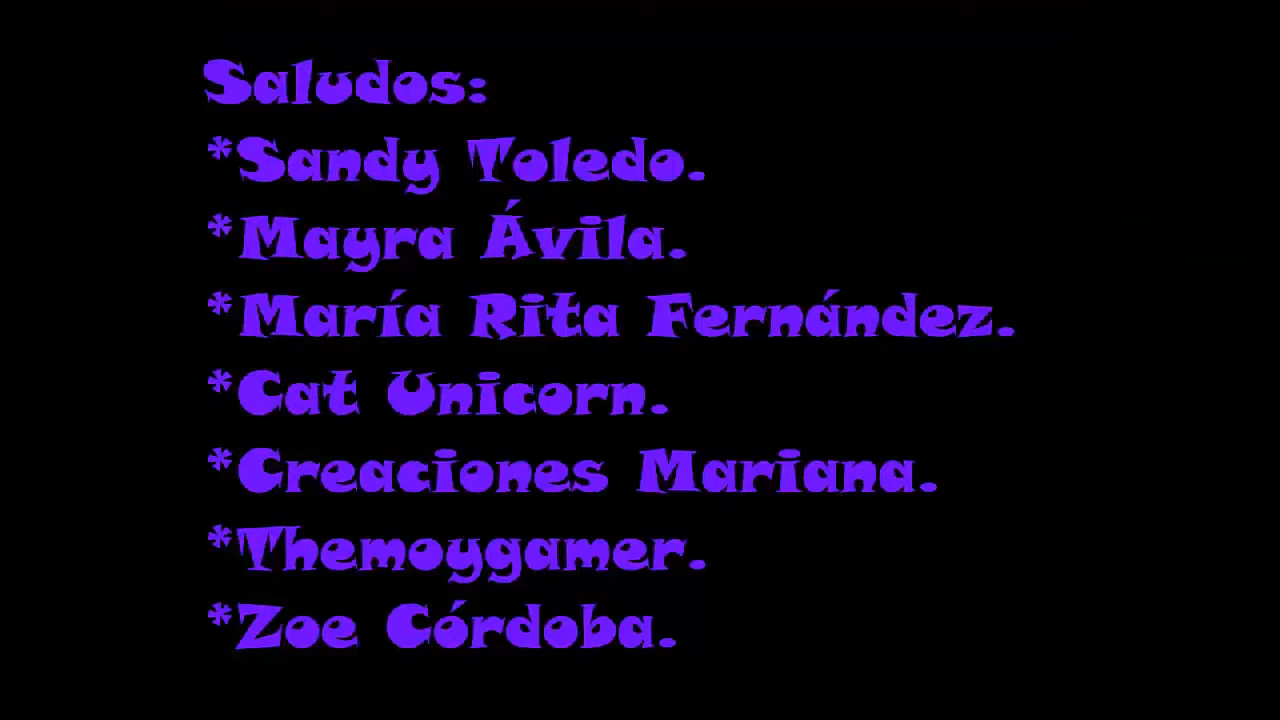 Saludos:
*Sandy Toledo.
*Mayra Ávila.
*María Rita Fernández.
*Cat Unicorn.
*Creaciones Mariana.
*Themoygamer.
*Zoe Córdoba.